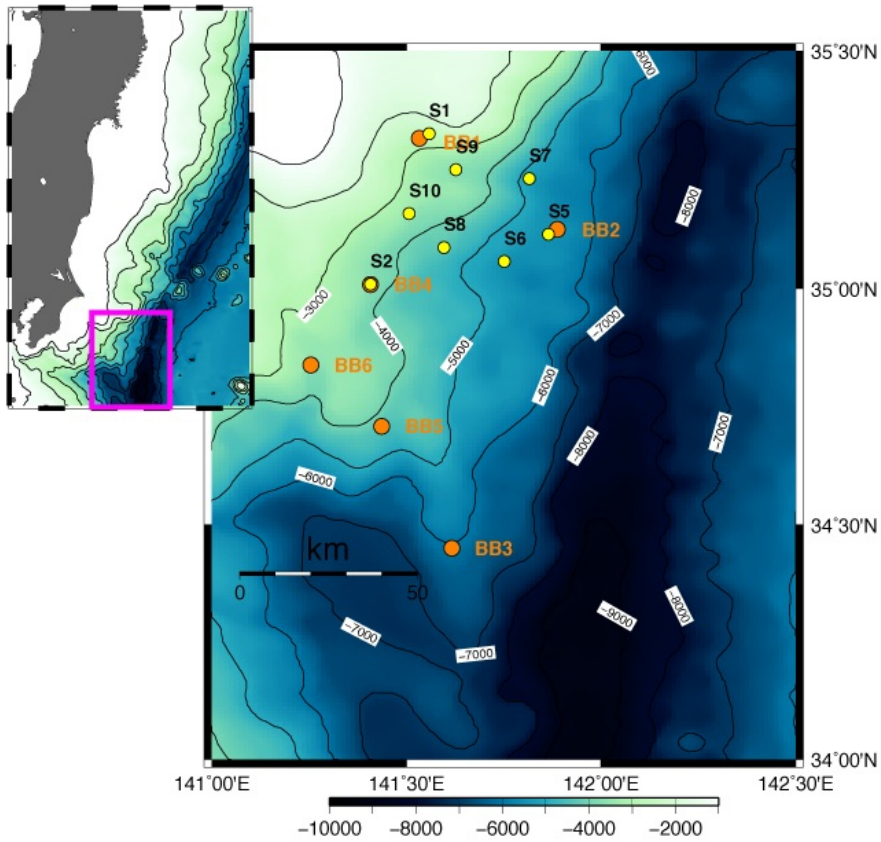 -6000
35°30'N
S1
BB1
S9
S7
S10
-8000
S5
BB2
S8
S6
S2
BB4
35°00'N
-3000
-7000
-4000
-5000
BB6
-6000
BB5
-7000
-8000
-6000
34°30'N
km
BB3
0
50
-8000
-9000
-7000
-7000
34°00'N
141°00'E
141°30'E
142°00'E
142°30'E
-10000
-8000
-6000
-4000
-2000